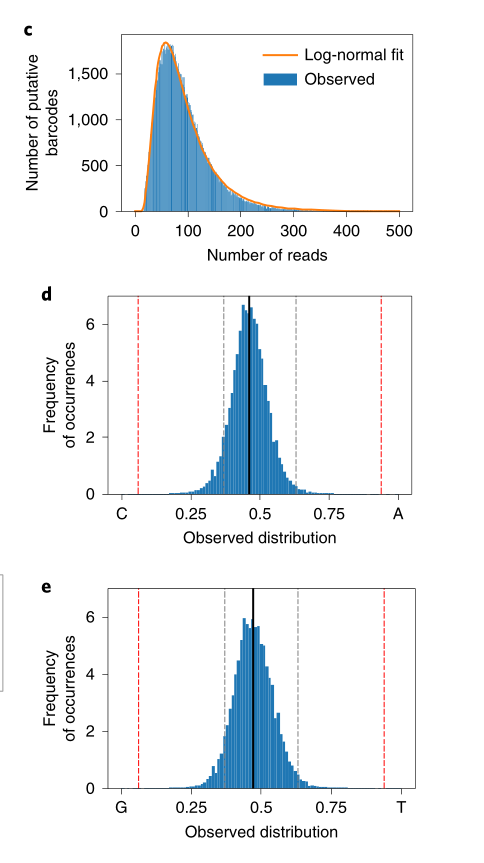 c
Number of putative
barcodes
1,500
1,000
500
0
Log-normal fit
Observed
0 100 200 300 400 500
Number of reads
d
Frequency
of occurrences
6
4
2
0
C 0.25 0.5 0.75 A
Observed distribution
e
Frequency
of occurrences
6
4
2
0
G 0.25 0.5 0.75 T
Observed distribution